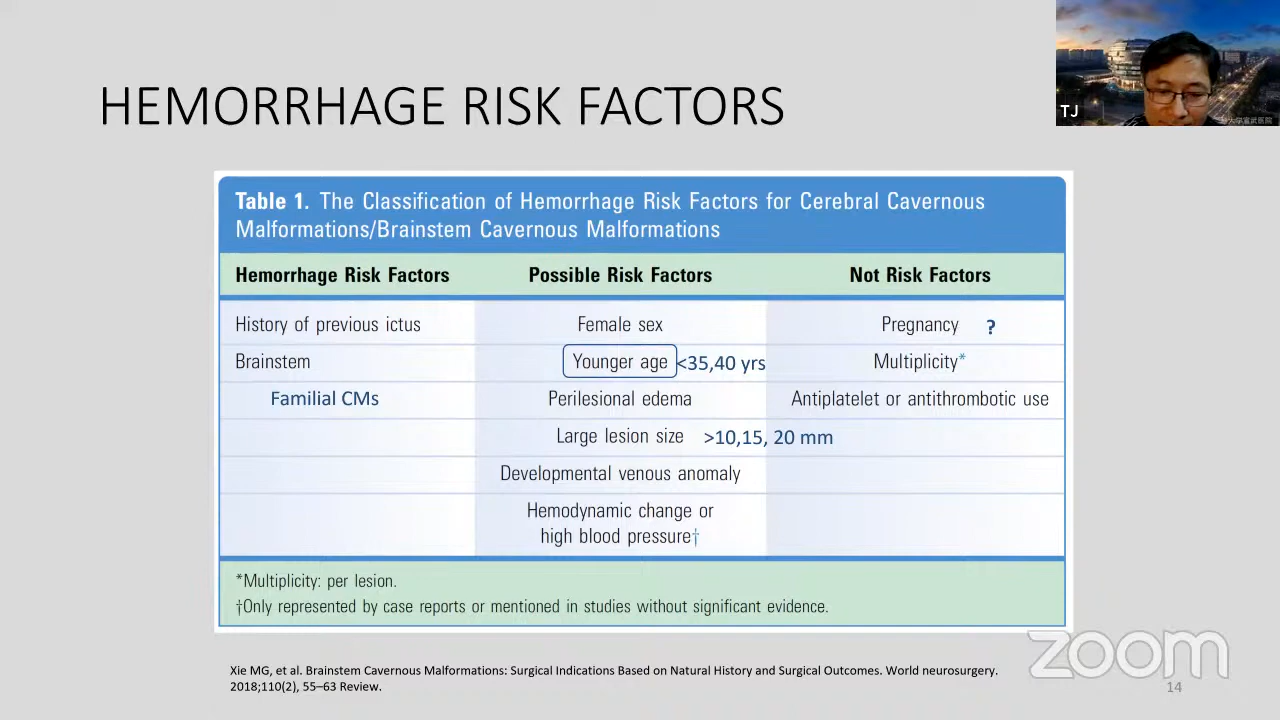 HEMORRHAGE RISK FACTORS
TJ
Table 1. The Classification of Hemorrhage Risk Factors for Cerebral Cavernous
Malformations/Brainstem Cavernous Malformations
Hemorrhage Risk Factors Possible Risk Factors Not Risk Factors
History of previous ictus Female sex Pregnancy ?
Brainstem Younger age <35,40 yrs Multiplicity*
Familial CMs Perilesional edema Antiplatelet or antithrombotic use
Large lesion size >10,15, 20 mm
Developmental venous anomaly
Hemodynamic change or
high blood pressure†
*Multiplicity: per lesion.
†Only represented by case reports or mentioned in studies without significant evidence.
Xie MG, et al. Brainstem Cavernous Malformations: Surgical Indications Based on Natural History and Surgical Outcomes. World neurosurgery.
2018;110(2), 55–63 Review.
zoom
14